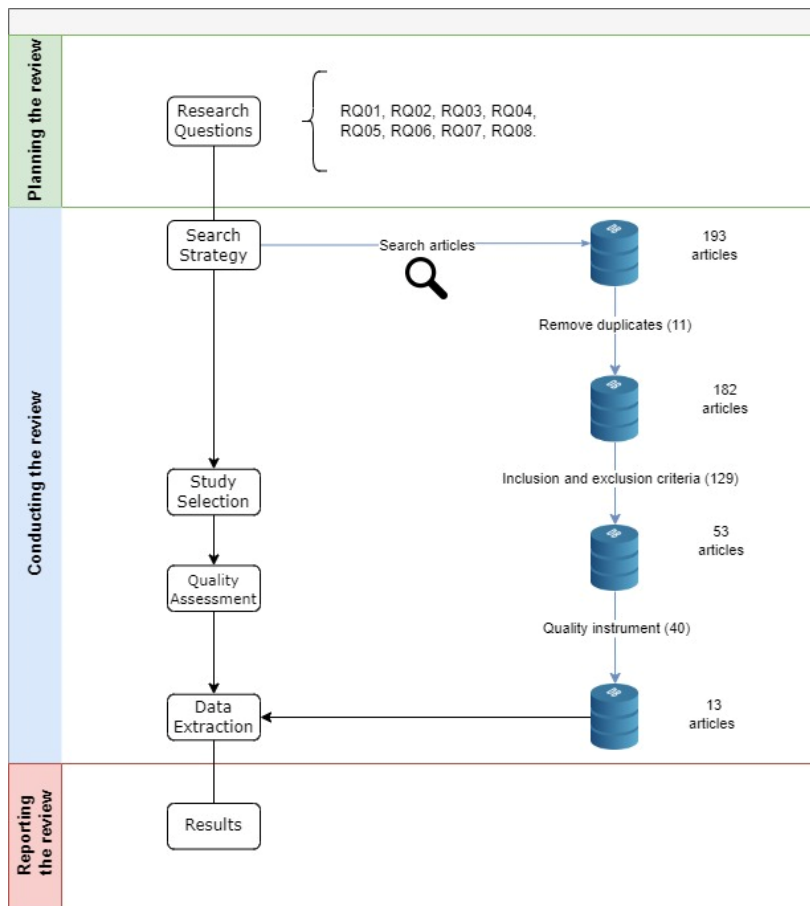 Planning the review
Research
Questions
RQ01, RQ02, RQ03, RQ04,
RQ05, RQ06, RQ07, RQ08.
Conducting the review
Search
Strategy
Search articles
193
articles
Remove duplicates (11)
182
articles
Inclusion and exclusion criteria (129)
Study
Selection
53
articles
Quality
Assessment
Quality instrument (40)
Data
Extraction
13
articles
Reporting
the review
Results